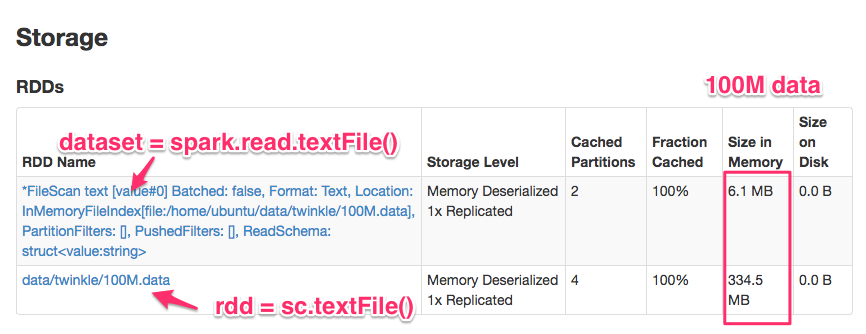 Storage
RDDs
100M data
dataset = spark.read.textFile()
RDD Name
Storage Level
Cached
Partitions
Fraction
Cached
Size in
Memory
Size
on
Disk
*FileScan text [value#0] Batched: false, Format: Text, Location:
InMemoryFileIndex[file:/home/ubuntu/data/twinkle/100M.data],
PartitionFilters: [], PushedFilters: [], ReadSchema:
struct<value:string>
Memory Deserialized
1x Replicated
2
100%
6.1 MB
0.0 B
data/twinkle/100M.data
Memory Deserialized
1x Replicated
4
100%
334.5
MB
0.0 B
rdd = sc.textFile()